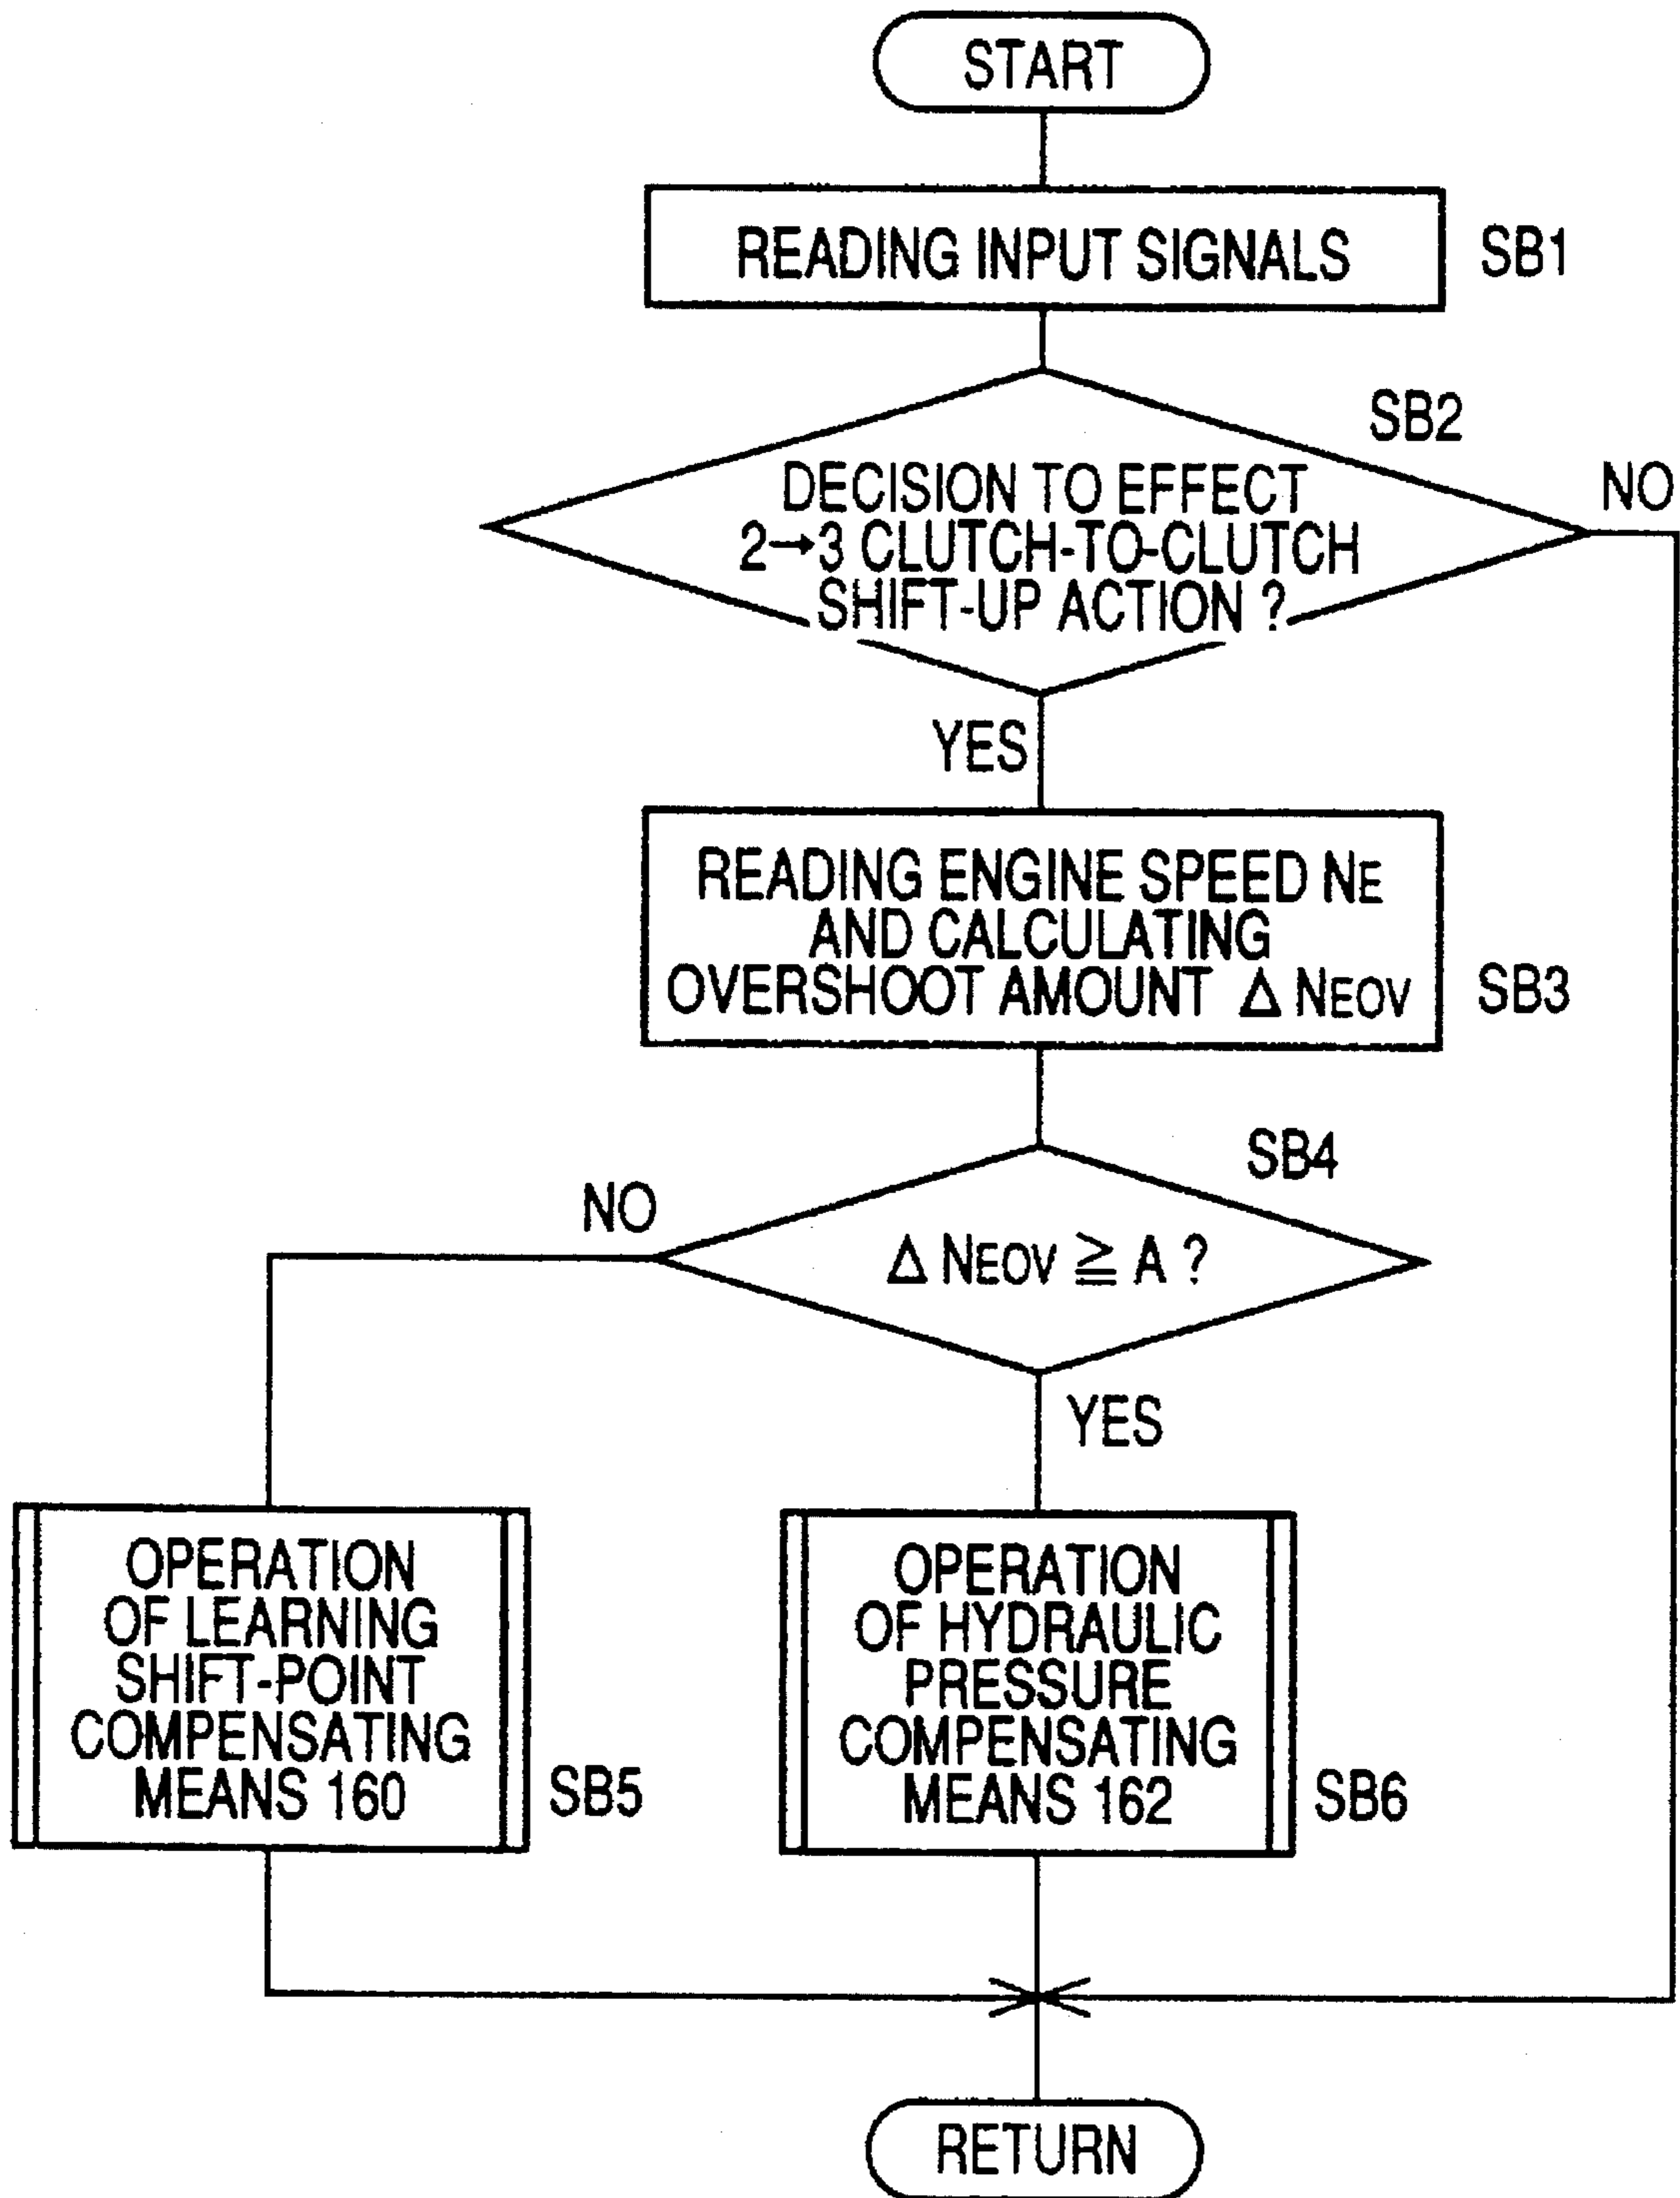 START
READING INPUT SIGNALS
SB1
SB2
DECISION TO EFFECT
2→3 CLUTCH-TO-CLUTCH
SHIFT-UP ACTION ?
NO
YES
READING ENGINE SPEED NE
AND CALCULATING
OVERSHOOT AMOUNT Δ NEOV
SB3
SB4
NO
Δ NEOV ≧ A ?
YES
OPERATION
OF LEARNING
SHIFT-POINT
COMPENSATING
MEANS 160
SB5
OPERATION
OF HYDRAULIC
PRESSURE
COMPENSATING
MEANS 162
SB6
RETURN